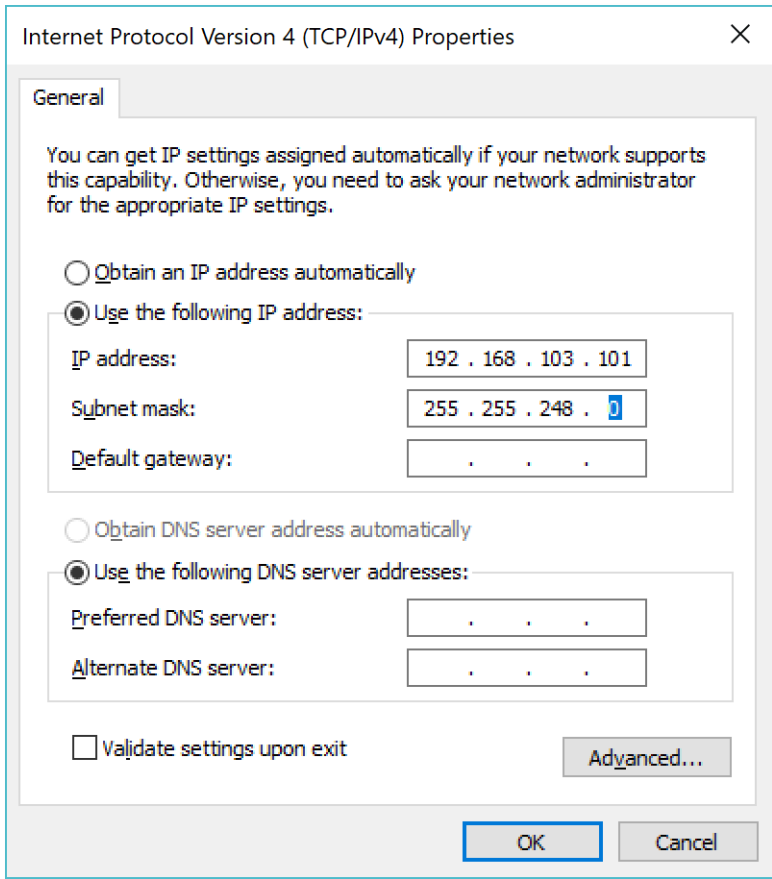 Internet Protocol Version 4 (TCP/IPv4) Properties
General
You can get IP settings assigned automatically if your network supports
this capability. Otherwise, you need to ask your network administrator
for the appropriate IP settings.
Obtain an IP address automatically
Use the following IP address:
IP address: 192 . 168 . 103 . 101
Subnet mask: 255 . 255 . 248 . 0
Default gateway: . . .
Obtain DNS server address automatically
Use the following DNS server addresses:
Preferred DNS server: . . .
Alternate DNS server: . . .
Validate settings upon exit
Advanced...
OK Cancel